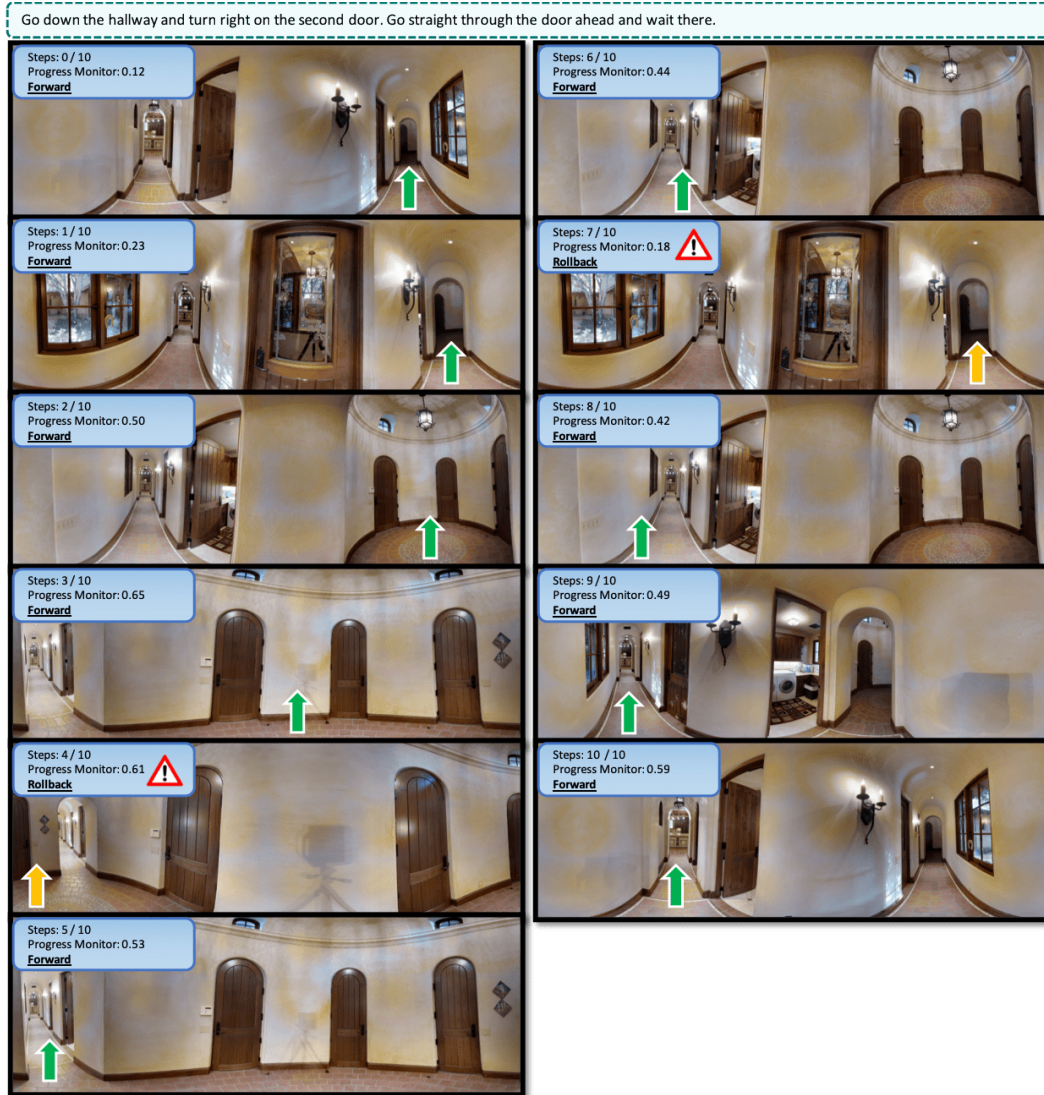 Go down the hallway and turn right on the second door. Go straight through the door ahead and wait there.
Steps: 0 / 10
Progress Monitor: 0.12
Forward
Steps: 1 / 10
Progress Monitor: 0.23
Forward
Steps: 2 / 10
Progress Monitor: 0.50
Forward
Steps: 3 / 10
Progress Monitor: 0.65
Forward
Steps: 4 / 10
Progress Monitor: 0.61
Rollback
Steps: 5 / 10
Progress Monitor: 0.53
Forward
Steps: 6 / 10
Progress Monitor: 0.44
Forward
Steps: 7 / 10
Progress Monitor: 0.18
Rollback
Steps: 8 / 10
Progress Monitor: 0.42
Forward
Steps: 9 / 10
Progress Monitor: 0.49
Forward
Steps: 10 / 10
Progress Monitor: 0.59
Forward